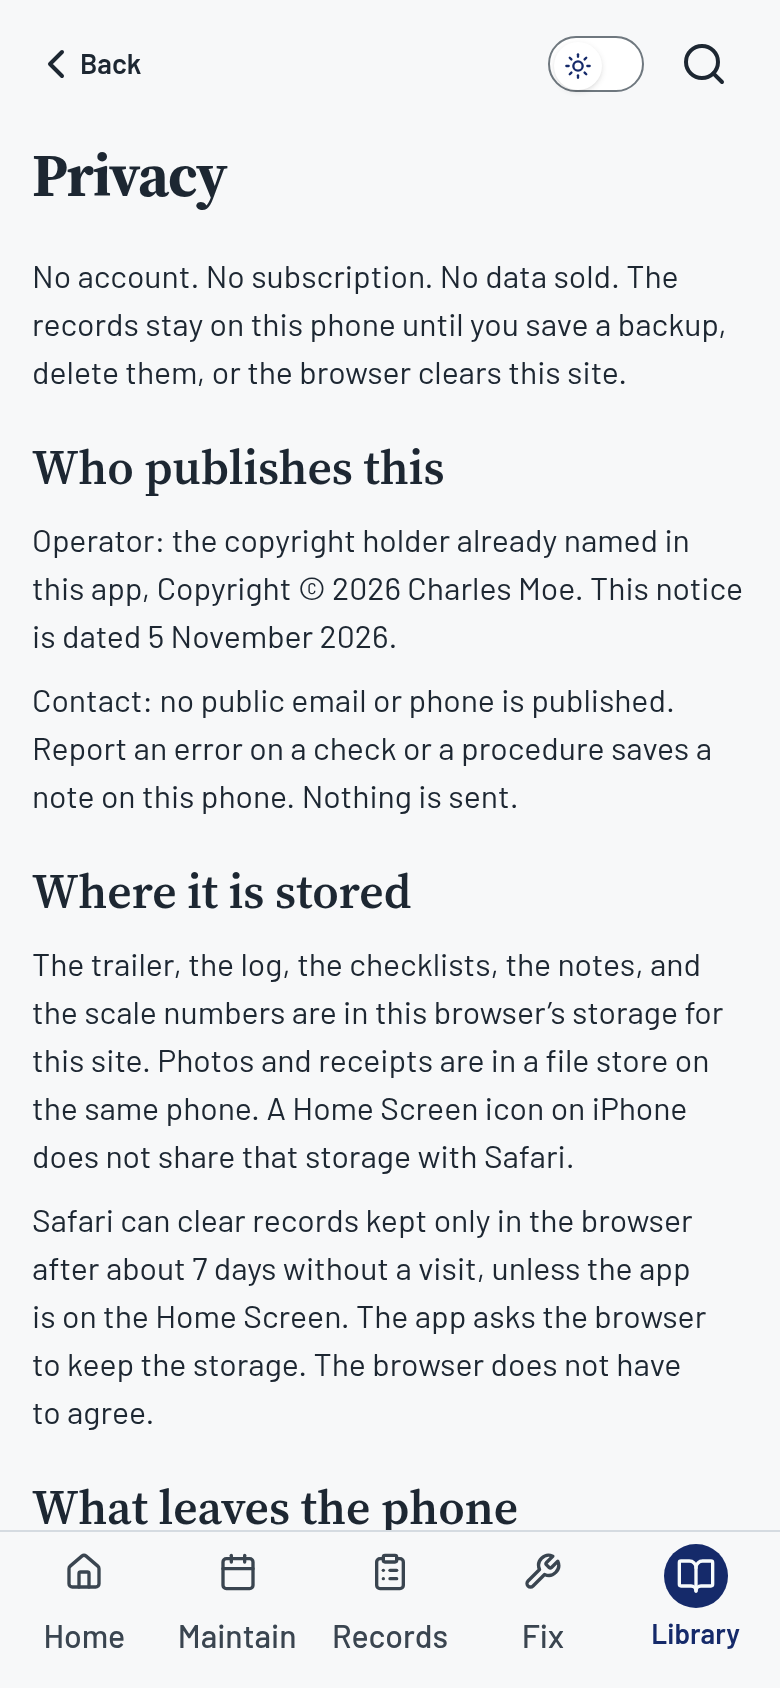 Back
Privacy
No account. No subscription. No data sold. The
records stay on this phone until you save a backup,
delete them, or the browser clears this site.
Who publishes this
Operator: the copyright holder already named in
this app, Copyright © 2026 Charles Moe. This notice
is dated 5 November 2026.
Contact: no public email or phone is published.
Report an error on a check or a procedure saves a
note on this phone. Nothing is sent.
Where it is stored
The trailer, the log, the checklists, the notes, and
the scale numbers are in this browser’s storage for
this site. Photos and receipts are in a file store on
the same phone. A Home Screen icon on iPhone
does not share that storage with Safari.
Safari can clear records kept only in the browser
after about 7 days without a visit, unless the app
is on the Home Screen. The app asks the browser
to keep the storage. The browser does not have
to agree.
What leaves the phone
Home Maintain Records Fix Library